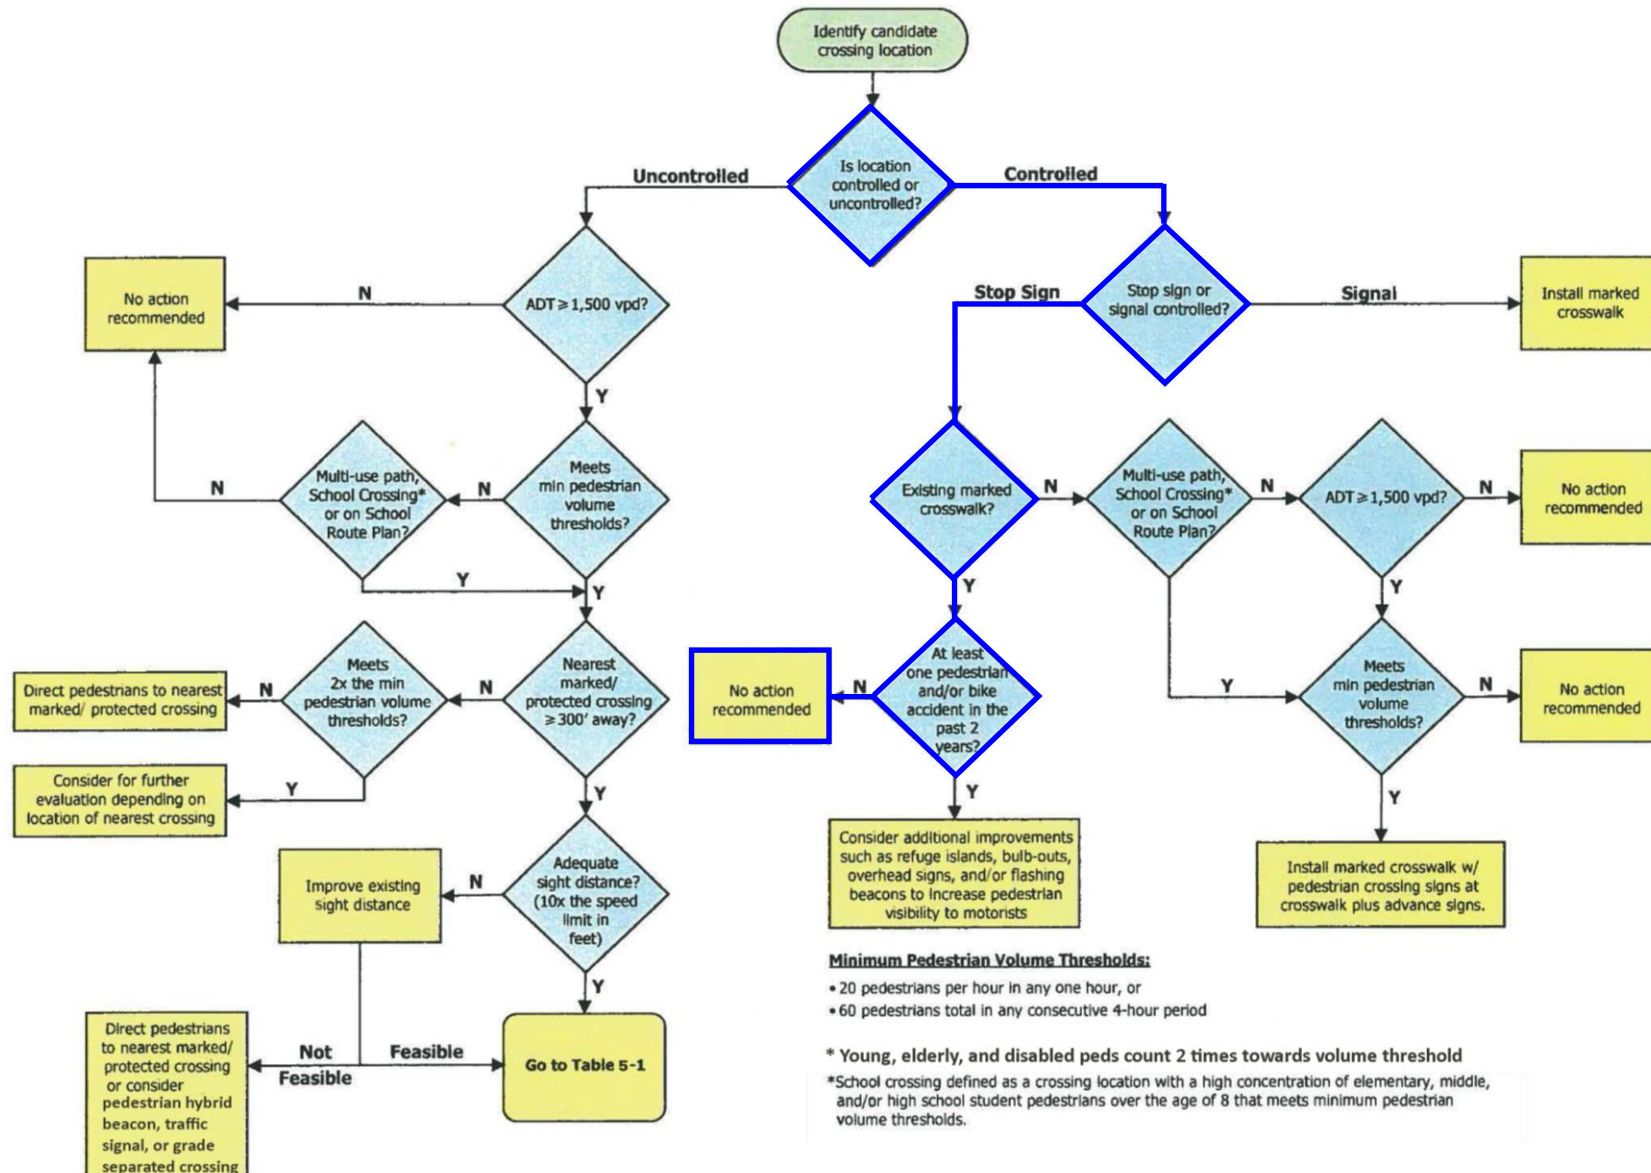 Identify candidate
crossing location
Is location
controlled or
uncontrolled?
Uncontrolled
Controlled
ADT ≥ 1,500 vpd?
N
No action
recommended
Y
Meets
min pedestrian
volume
thresholds?
N
Multi-use path,
School Crossing*
or on School
Route Plan?
N
Y
Y
Nearest
marked/
protected crossing
≥ 300' away?
N
Meets
2x the min
pedestrian volume
thresholds?
N
Direct pedestrians to nearest
marked/ protected crossing
Y
Consider for further
evaluation depending on
location of nearest crossing
Y
Adequate
sight distance?
(10x the speed
limit in
feet)
N
Improve existing
sight distance
Y
Not
Feasible
Feasible
Direct pedestrians
to nearest marked/
protected crossing
or consider
pedestrian hybrid
beacon, traffic
signal, or grade
separated crossing
Go to Table 5-1
Stop sign or
signal controlled?
Stop Sign
Signal
Install marked
crosswalk
Existing marked
crosswalk?
N
Multi-use path,
School Crossing*
or on School
Route Plan?
N
ADT ≥ 1,500 vpd?
N
No action
recommended
Y
Y
Y
At least
one pedestrian
and/or bike
accident in the
past 2
years?
N
No action
recommended
Meets
min pedestrian
volume
thresholds?
N
No action
recommended
Y
Consider additional improvements
such as refuge islands, bulb-outs,
overhead signs, and/or flashing
beacons to increase pedestrian
visibility to motorists
Y
Install marked crosswalk w/
pedestrian crossing signs at
crosswalk plus advance signs.
Minimum Pedestrian Volume Thresholds:
• 20 pedestrians per hour in any one hour, or
• 60 pedestrians total in any consecutive 4-hour period
* Young, elderly, and disabled peds count 2 times towards volume threshold
*School crossing defined as a crossing location with a high concentration of elementary, middle,
and/or high school student pedestrians over the age of 8 that meets minimum pedestrian
volume thresholds.